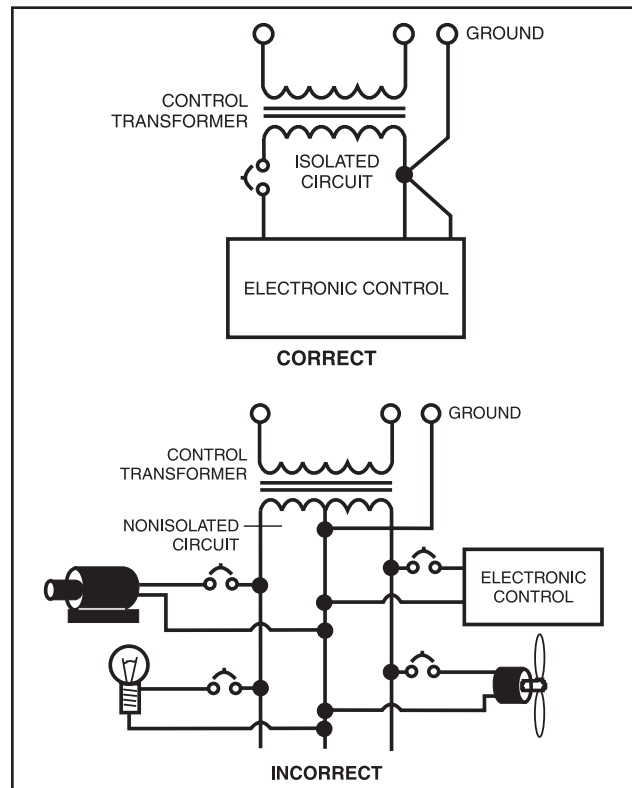 GROUND
CONTROL
TRANSFORMER
ISOLATED
CIRCUIT
ELECTRONIC CONTROL
CORRECT
GROUND
CONTROL
TRANSFORMER
NONISOLATED
CIRCUIT
ELECTRONIC
CONTROL
INCORRECT